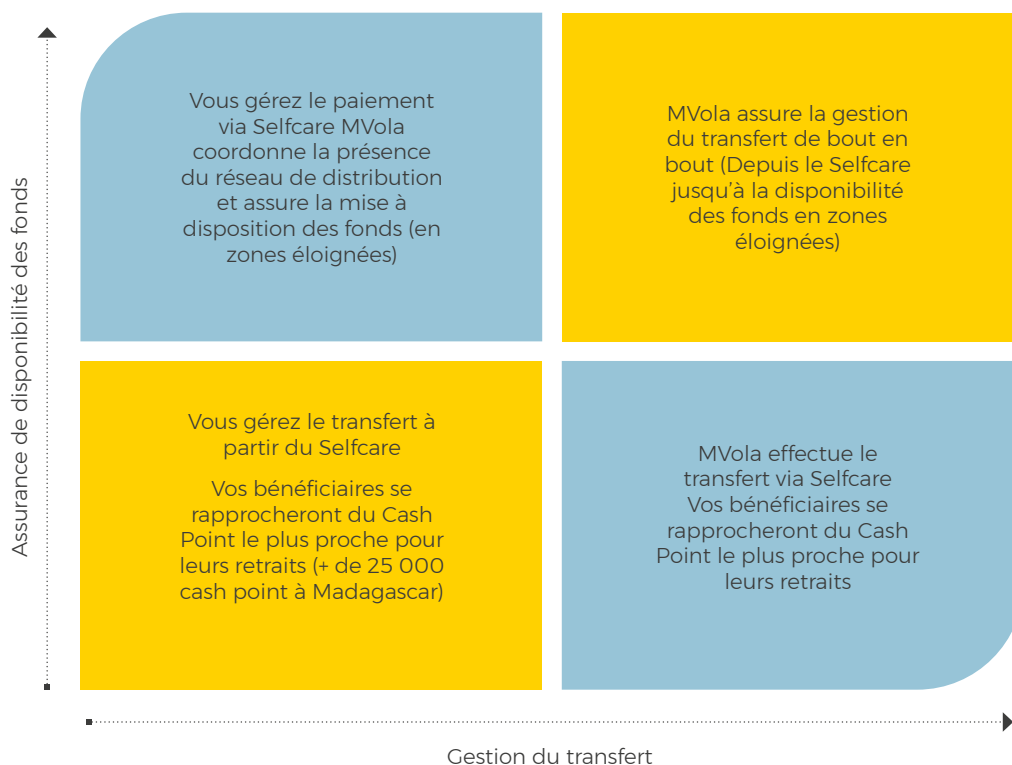 Assurance de disponibilité des fonds
Vous gérez le paiement
via Selfcare MVola
coordonne la présence
du réseau de distribution
et assure la mise à
disposition des fonds (en
zones éloignées)
MVola assure la gestion
du transfert de bout en
bout (Depuis le Selfcare
jusqu'à la disponibilité
des fonds en zones
éloignées)
Vous gérez le transfert à
partir du Selfcare
Vos bénéficiaires se
rapprocheront du Cash
Point le plus proche pour
leurs retraits (+ de 25 000
cash point à Madagascar)
MVola effectue le
transfert via Selfcare
Vos bénéficiaires se
rapprocheront du Cash
Point le plus proche pour
leurs retraits
Gestion du transfert